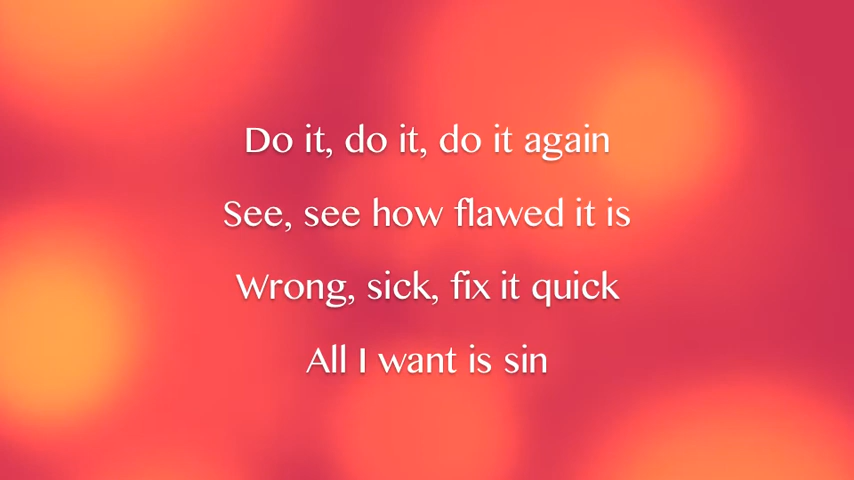 Do it, do it, do it again
See, see how flawed it is
Wrong, sick, fix it quick
All I want is sin